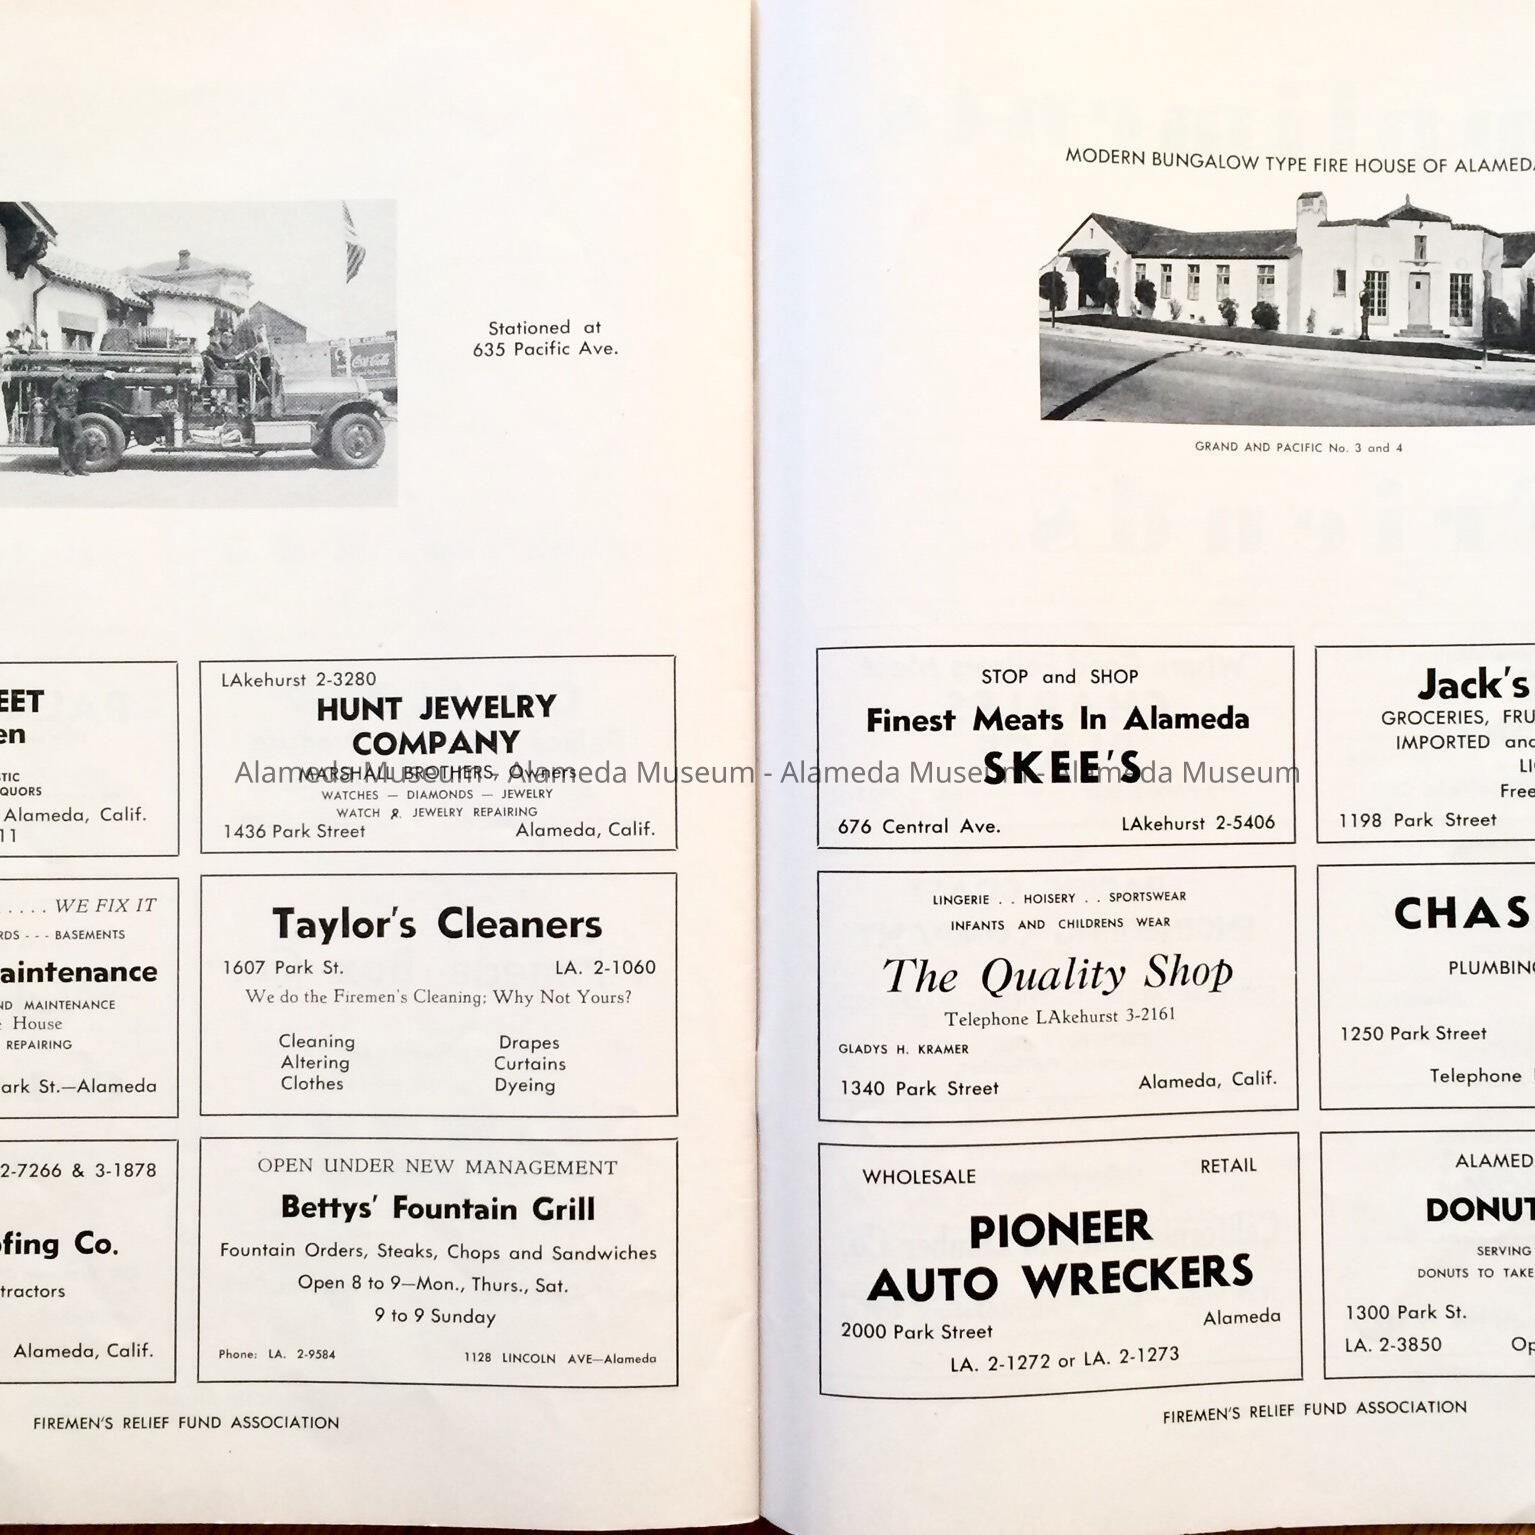 Stationed at
635 Pacific Ave.
Coca-Cola
EET
en
TIC
QUORS
Alameda, Calif.
11
LAkehurst 2-3280
HUNT JEWELRY
COMPANY
MARSHALL BROTHERS, Owners
WATCHES — DIAMONDS — JEWELRY
WATCH & JEWELRY REPAIRING
1436 Park Street Alameda, Calif.
. . . . . WE FIX IT
RDS - - - BASEMENTS
aintenance
ND MAINTENANCE
House
REPAIRING
ark St.—Alameda
Taylor's Cleaners
1607 Park St. LA. 2-1060
We do the Firemen's Cleaning; Why Not Yours?
Cleaning Drapes
Altering Curtains
Clothes Dyeing
2-7266 & 3-1878
fing Co.
tractors
Alameda, Calif.
OPEN UNDER NEW MANAGEMENT
Bettys' Fountain Grill
Fountain Orders, Steaks, Chops and Sandwiches
Open 8 to 9—Mon., Thurs., Sat.
9 to 9 Sunday
Phone: LA. 2-9584 1128 LINCOLN AVE—Alameda
FIREMEN'S RELIEF FUND ASSOCIATION
MODERN BUNGALOW TYPE FIRE HOUSE OF ALAMEDA
GRAND AND PACIFIC No. 3 and 4
STOP and SHOP
Finest Meats In Alameda
SKEE'S
676 Central Ave. LAkehurst 2-5406
Jack's
GROCERIES, FRU
IMPORTED and
LI
Free
1198 Park Street
LINGERIE . . HOISERY . . SPORTSWEAR
INFANTS AND CHILDRENS WEAR
The Quality Shop
Telephone LAkehurst 3-2161
GLADYS H. KRAMER
1340 Park Street Alameda, Calif.
CHAS
PLUMBING
1250 Park Street
Telephone
WHOLESALE RETAIL
PIONEER
AUTO WRECKERS
2000 Park Street Alameda
LA. 2-1272 or LA. 2-1273
ALAMED
DONUT
SERVING
DONUTS TO TAKE
1300 Park St.
LA. 2-3850 Op
FIREMEN'S RELIEF FUND ASSOCIATION
Alameda Museum - Alameda Museum - Alameda Museum - Alameda Museum